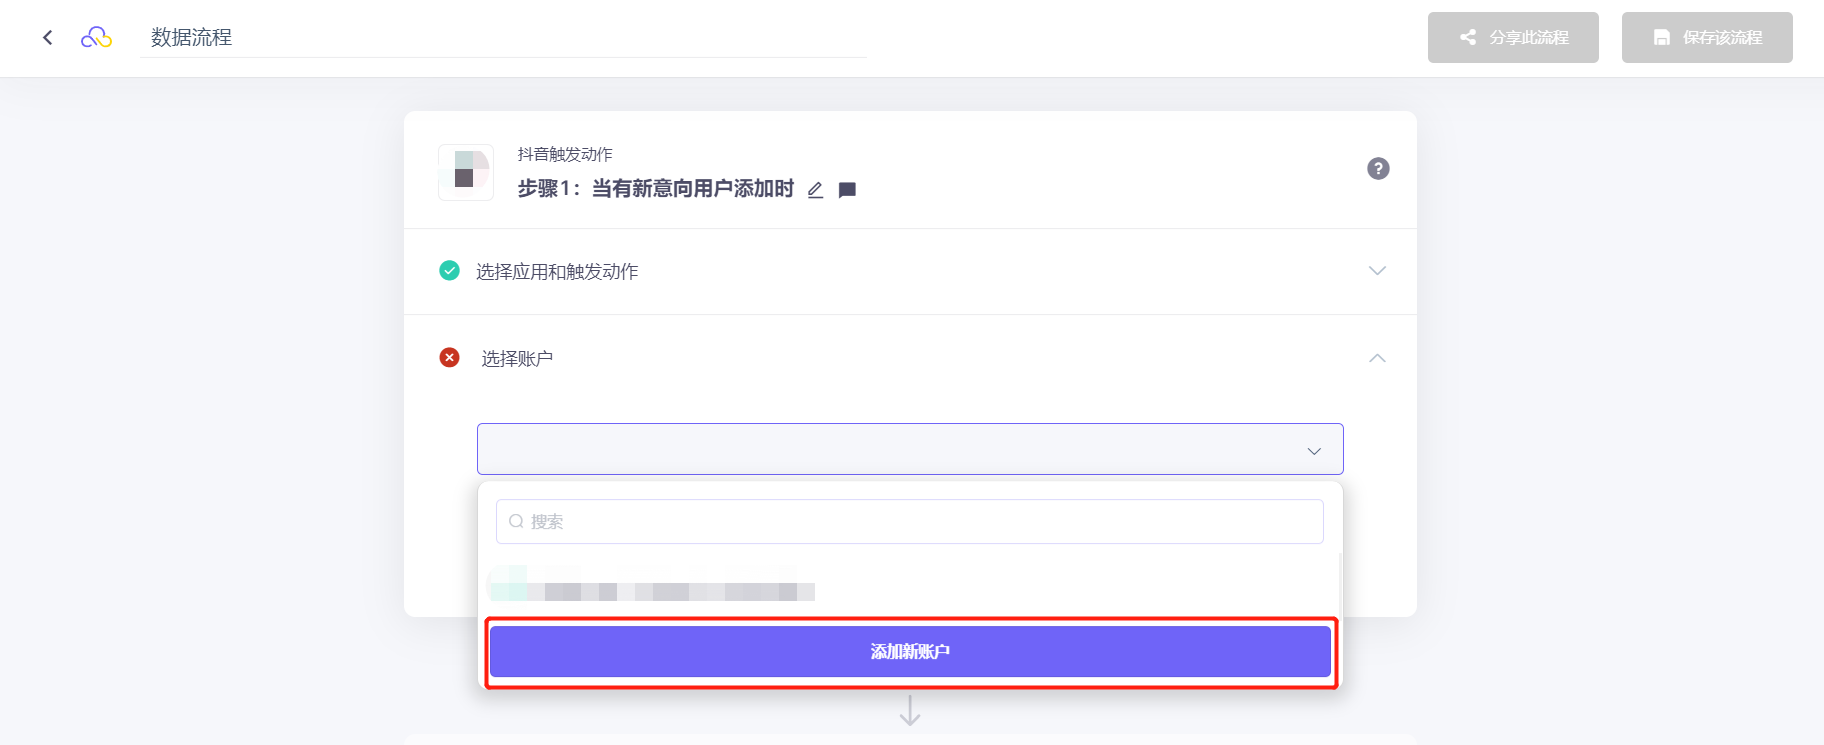 数据流程
分享此流程
保存该流程
抖音触发动作
步骤1：当有新意向用户添加时
选择应用和触发动作
选择账户
搜索
添加新账户